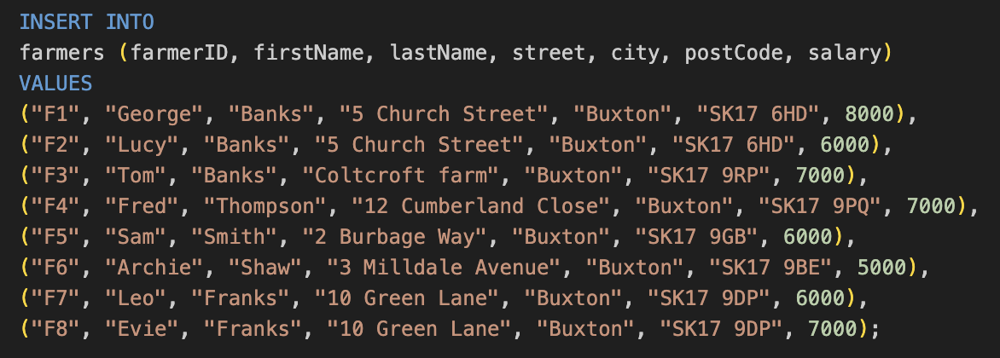 INSERT INTO
farmers (farmerID, firstName, lastName, street, city, postCode, salary)
VALUES
("F1", "George", "Banks", "5 Church Street", "Buxton", "SK17 6HD", 8000),
("F2", "Lucy", "Banks", "5 Church Street", "Buxton", "SK17 6HD", 6000),
("F3", "Tom", "Banks", "Coltcroft farm", "Buxton", "SK17 9RP", 7000),
("F4", "Fred", "Thompson", "12 Cumberland Close", "Buxton", "SK17 9PQ", 7000),
("F5", "Sam", "Smith", "2 Burbage Way", "Buxton", "SK17 9GB", 6000),
("F6", "Archie", "Shaw", "3 Milldale Avenue", "Buxton", "SK17 9BE", 5000),
("F7", "Leo", "Franks", "10 Green Lane", "Buxton", "SK17 9DP", 6000),
("F8", "Evie", "Franks", "10 Green Lane", "Buxton", "SK17 9DP", 7000);